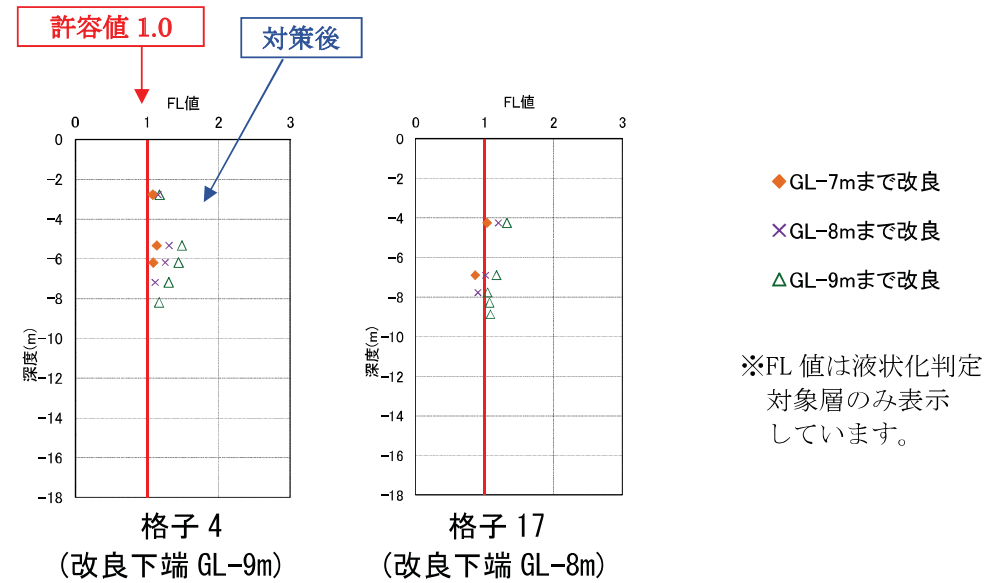 許容値 1.0
対策後
FL値
0 1 2 3
0
-2
-4
-6
-8
-10
-12
-14
-16
-18
深度(m)
格子 4
(改良下端 GL-9m)
FL値
0 1 2 3
0
-2
-4
-6
-8
-10
-12
-14
-16
-18
深度(m)
格子 17
(改良下端 GL-8m)
GL-7mまで改良
GL-8mまで改良
GL-9mまで改良
※FL 値は液状化判定
対象層のみ表示
しています。